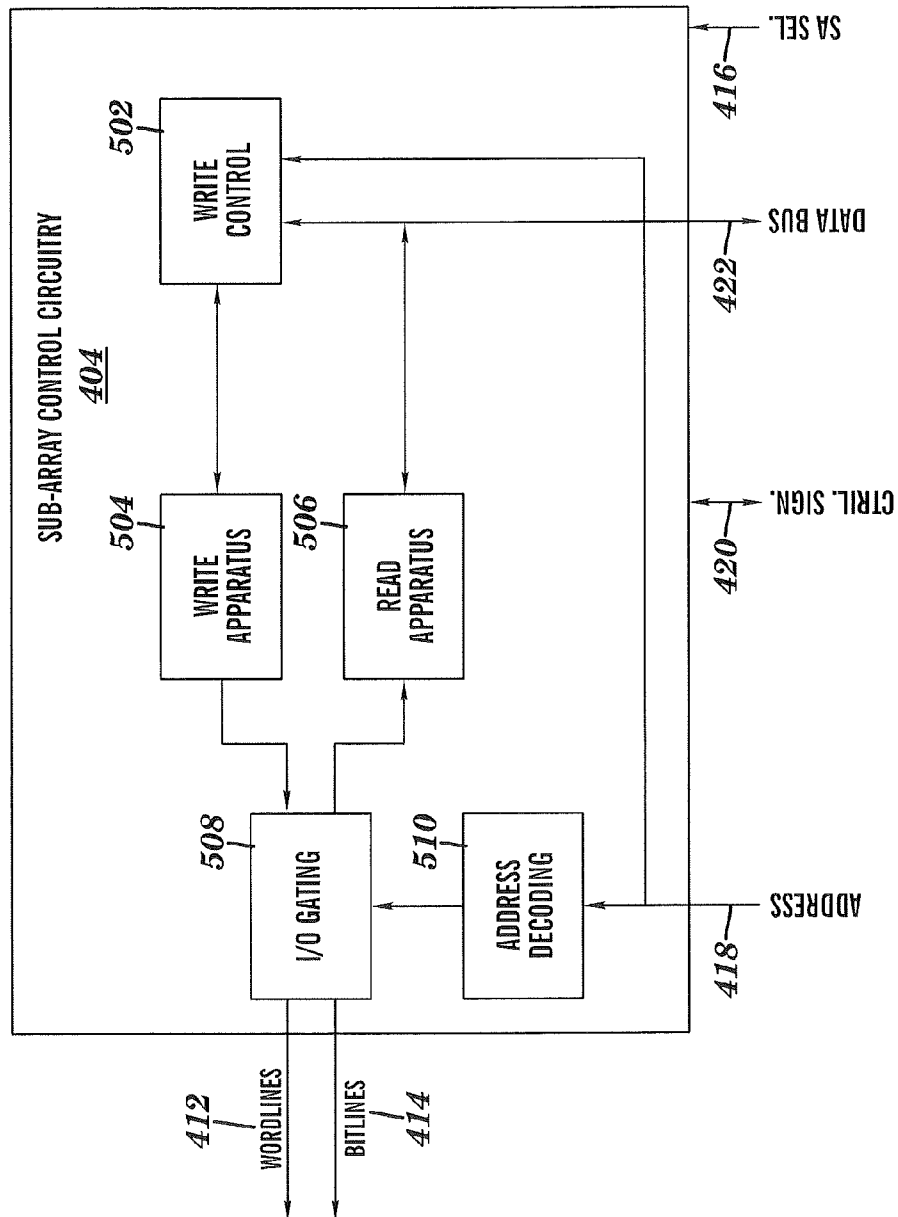 SUB-ARRAY CONTROL CIRCUITRY
404
502
WRITE
CONTROL
504
WRITE
APPARATUS
506
READ
APPARATUS
508
I/O GATING
510
ADDRESS
DECODING
412
WORDLINES
BITLINES
414
418
ADDRESS
420
CTRIL. SIGN.
422
DATA BUS
416
SA SEL.